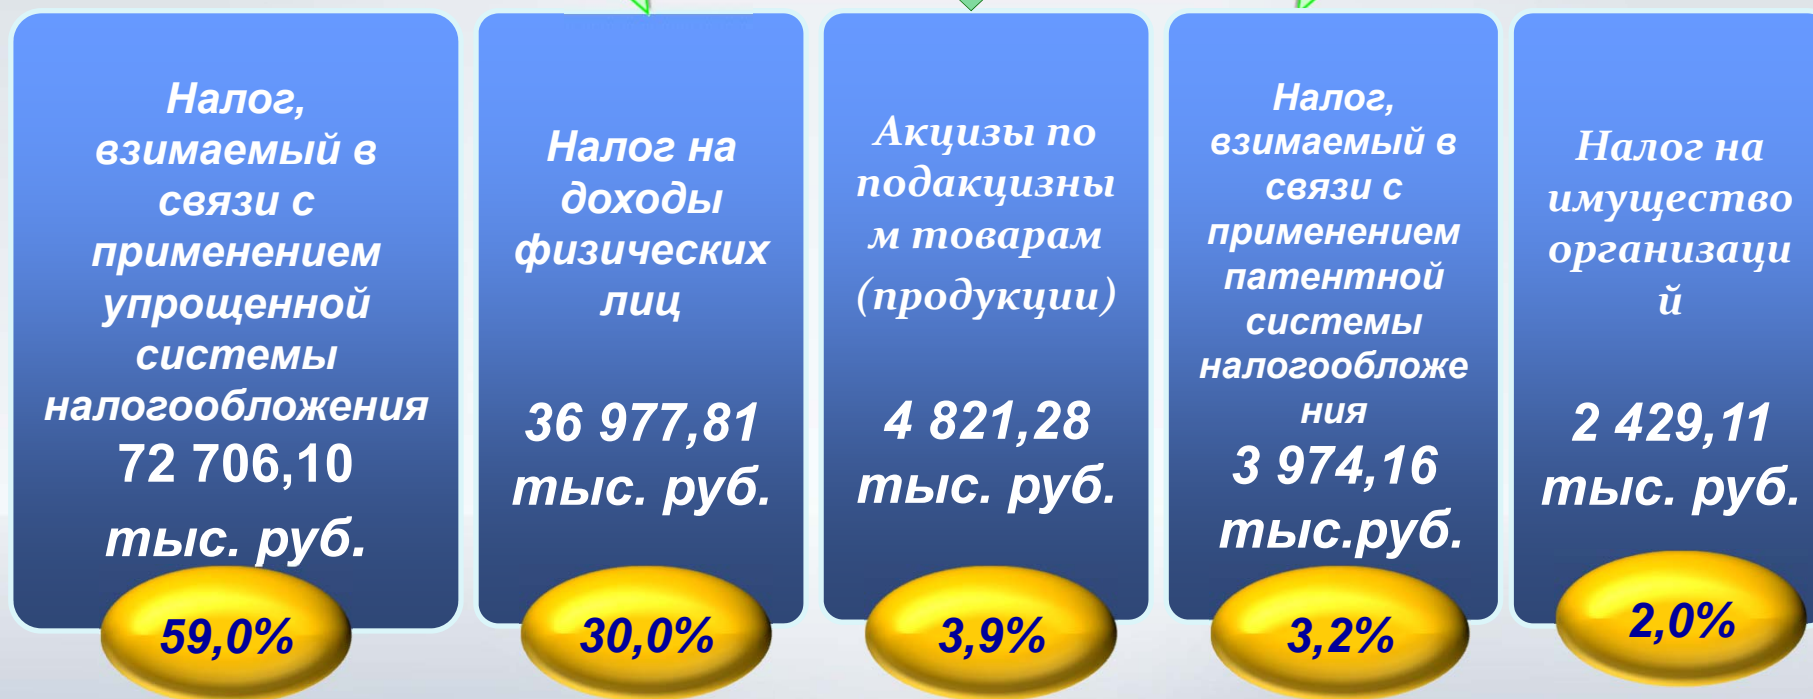 Налог,
взимаемый в
связи с
применением
упрощенной
системы
налогообложения
72 706,10
тыс. руб.
59,0%
Налог на
доходы
физических
лиц
36 977,81
тыс. руб.
30,0%
Акцизы по
подакцизны
м товарам
(продукции)
4 821,28
тыс. руб.
3,9%
Налог,
взимаемый в
связи с
применением
патентной
системы
налогообложе
ния
3 974,16
тыс.руб.
3,2%
Налог на
имущество
организаци
й
2 429,11
тыс. руб.
2,0%